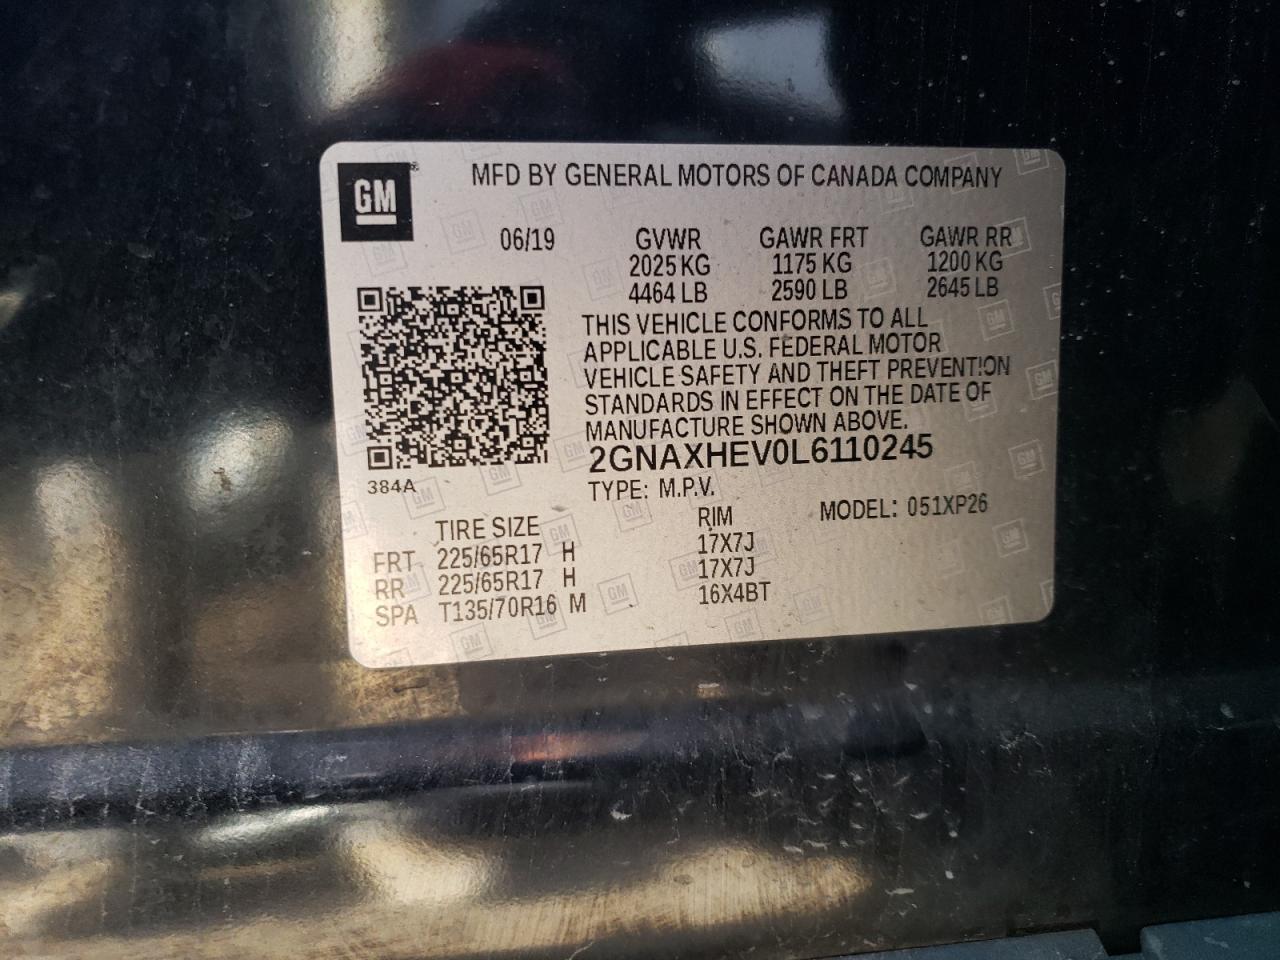 GM
MFD BY GENERAL MOTORS OF CANADA COMPANY
06/19 GVWR GAWR FRT GAWR RR
2025 KG 1175 KG 1200 KG
4464 LB 2590 LB 2645 LB
THIS VEHICLE CONFORMS TO ALL
APPLICABLE U.S. FEDERAL MOTOR
VEHICLE SAFETY AND THEFT PREVENTION
STANDARDS IN EFFECT ON THE DATE OF
MANUFACTURE SHOWN ABOVE.
2GNAXHEV0L6110245
384A
TYPE: M.P.V.
MODEL: 051XP26
TIRE SIZE RIM
FRT 225/65R17 H 17X7J
RR 225/65R17 H 17X7J
SPA T135/70R16 M 16X4BT